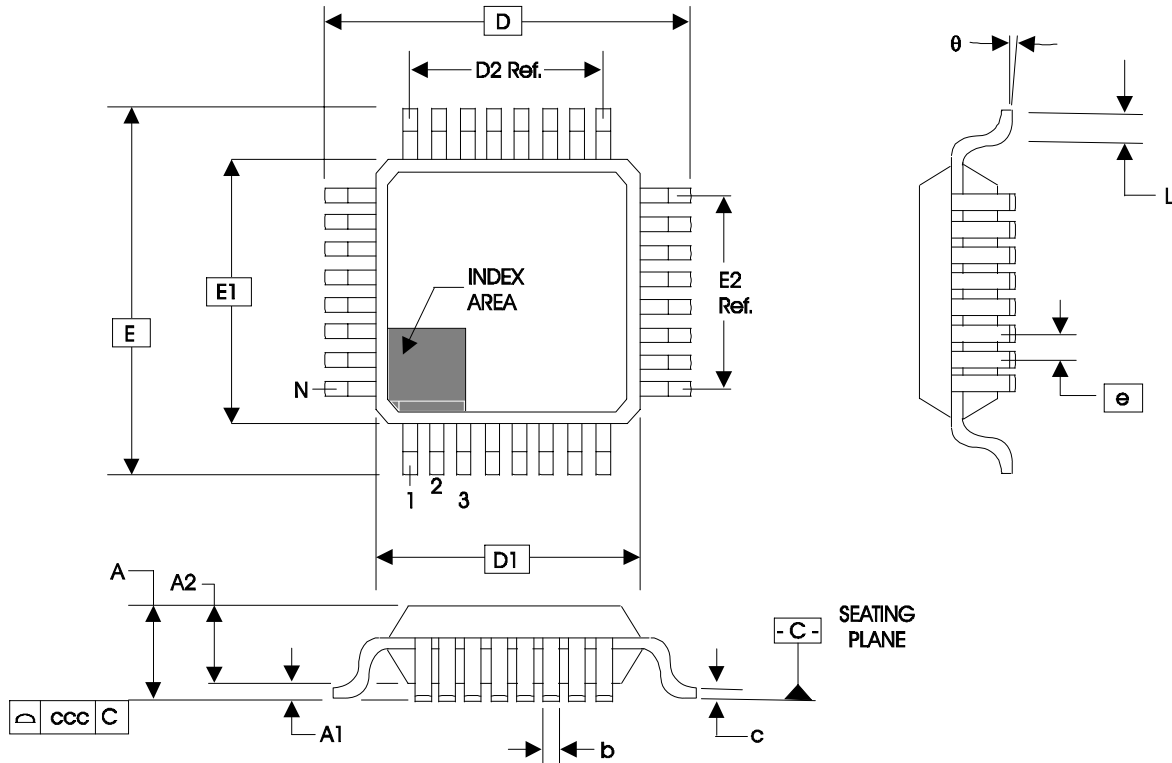 D
θ
D2 Ref.
L
E1
INDEX
AREA
E2
Ref.
E
N
e
1
2
3
D1
A
A2
- C -
SEATING
PLANE
ccc
C
A1
b
c